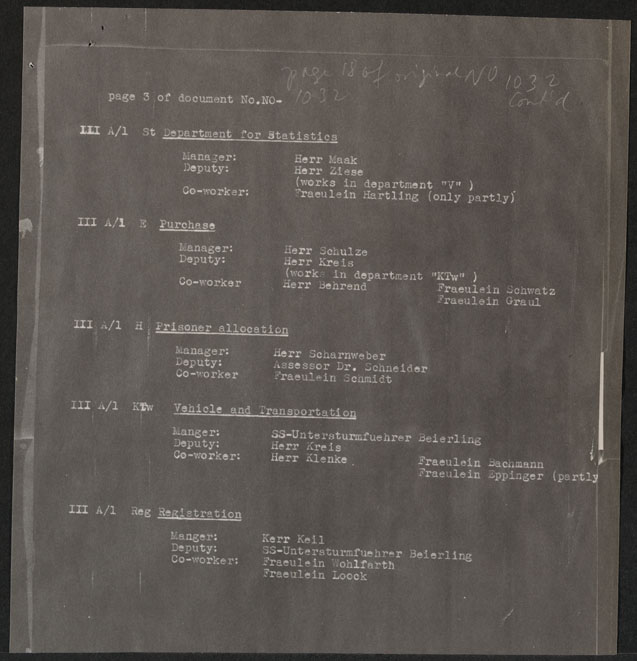 page 18 of original NO 1032
Cont'd
page 3 of document No.NO-
1032
III A/1 St Department for Statistics
Manager: Herr Maak
Deputy: Herr Ziese
(works in department "V" )
Co-worker: Fraeulein Hartling (only partly)
III A/1 E Purchase
Manager: Herr Schulze
Deputy: Herr Kreis
(works in department "KTw" )
Co-worker Herr Behrend Fraeulein Schwatz
Fraeulein Graul
III A/1 H Prisoner allocation
Manager: Herr Scharnweber
Deputy: Assessor Dr. Schneider
Co-worker Fraeulein Schmidt
III A/1 KTw Vehicle and Transportation
Manger: SS-Untersturmfuehrer Beierling
Deputy: Herr Kreis
Co-worker: Herr Klenke. Fraeulein Bachmann
Fraeulein Eppinger (partly
III A/1 Reg Registration
Manger: Kerr Keil
Deputy: SS-Untersturmfuehrer Beierling
Co-worker: Fraeulein Wohlfarth
Fraeulein Loock